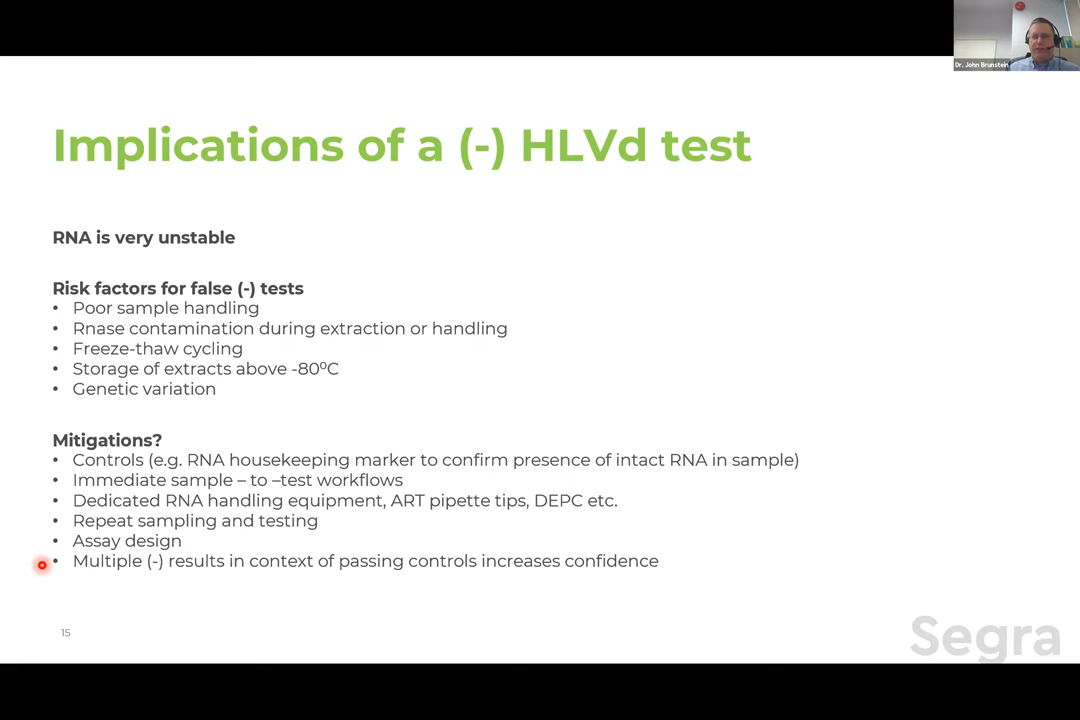 Dr. John Brunstein
Implications of a (-) HLVd test
RNA is very unstable
Risk factors for false (-) tests
• Poor sample handling
• Rnase contamination during extraction or handling
• Freeze-thaw cycling
• Storage of extracts above -80⁰C
• Genetic variation
Mitigations?
• Controls (e.g. RNA housekeeping marker to confirm presence of intact RNA in sample)
• Immediate sample – to –test workflows
• Dedicated RNA handling equipment, ART pipette tips, DEPC etc.
• Repeat sampling and testing
• Assay design
• Multiple (-) results in context of passing controls increases confidence
15
Segra